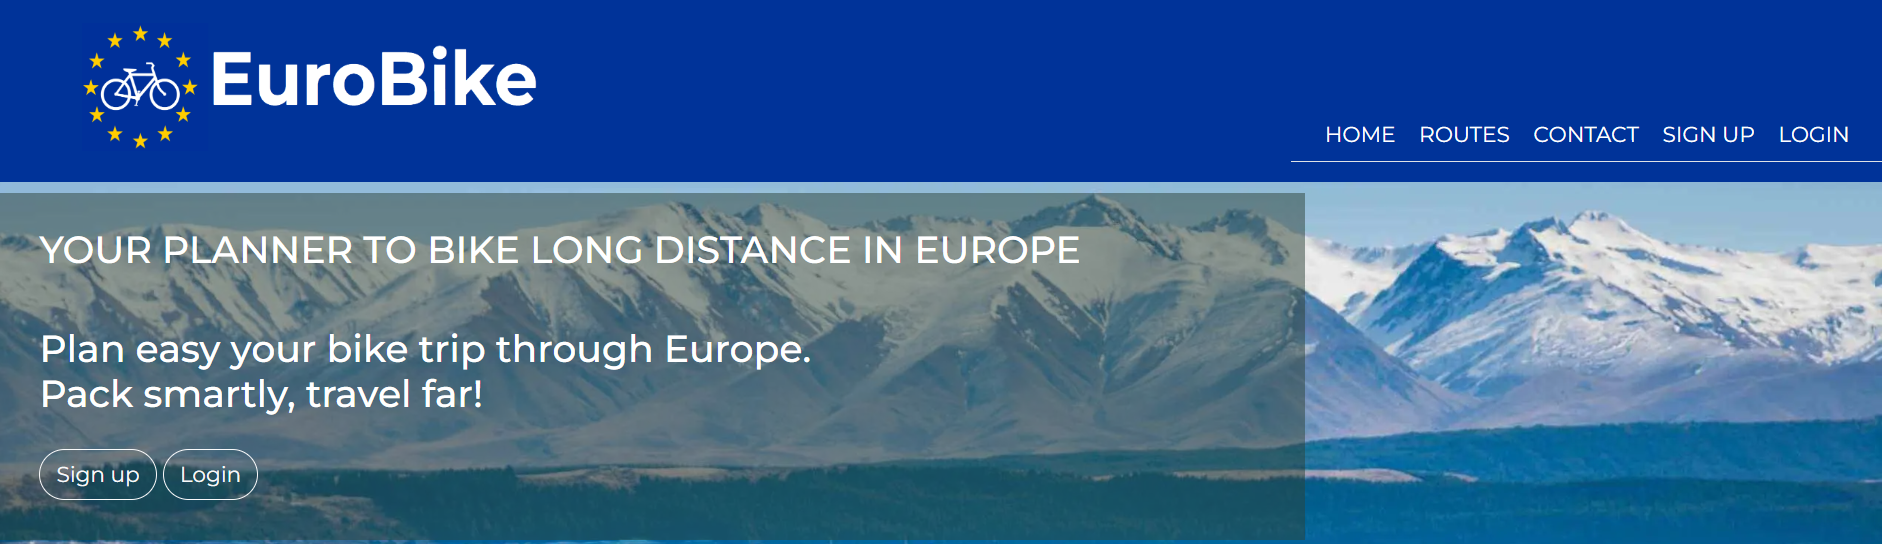 EuroBike
HOME ROUTES CONTACT SIGN UP LOGIN
YOUR PLANNER TO BIKE LONG DISTANCE IN EUROPE
Plan easy your bike trip through Europe.
Pack smartly, travel far!
Sign up Login